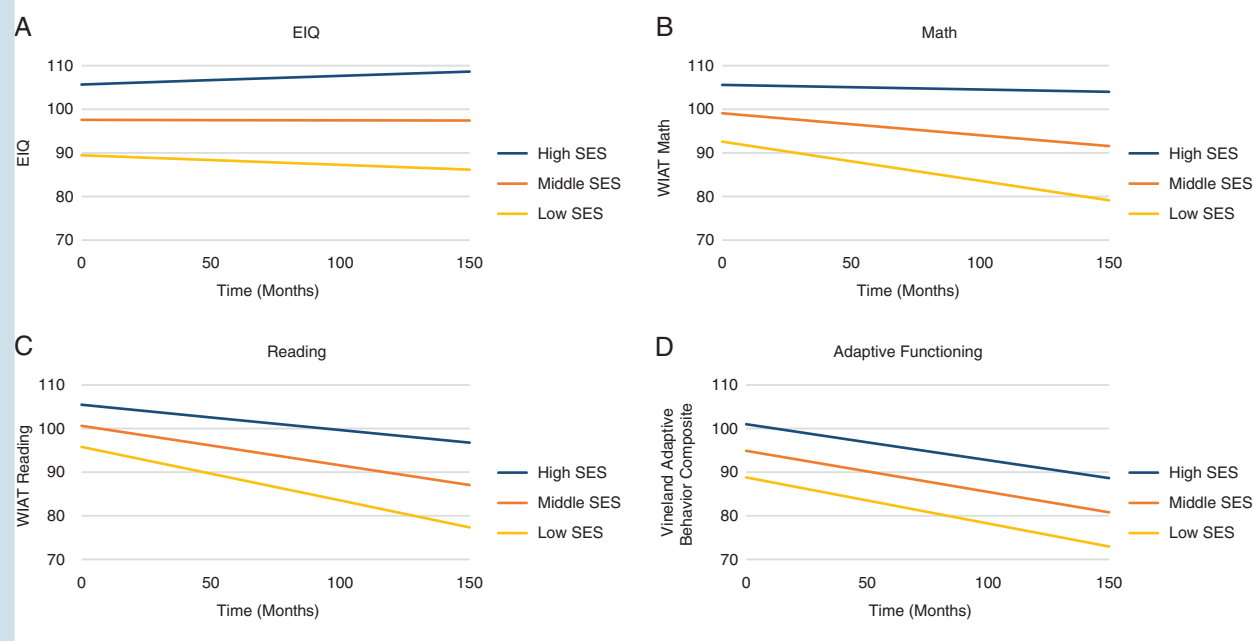 A
EIQ
EIQ
110
100
90
80
70
0 50 100 150
Time (Months)
High SES
Middle SES
Low SES
B
Math
WIAT Math
110
100
90
80
70
0 50 100 150
Time (Months)
High SES
Middle SES
Low SES
C
Reading
WIAT Reading
110
100
90
80
70
0 50 100 150
Time (Months)
High SES
Middle SES
Low SES
D
Adaptive Functioning
Vineland Adaptive
Behavior Composite
110
100
90
80
70
0 50 100 150
Time (Months)
High SES
Middle SES
Low SES